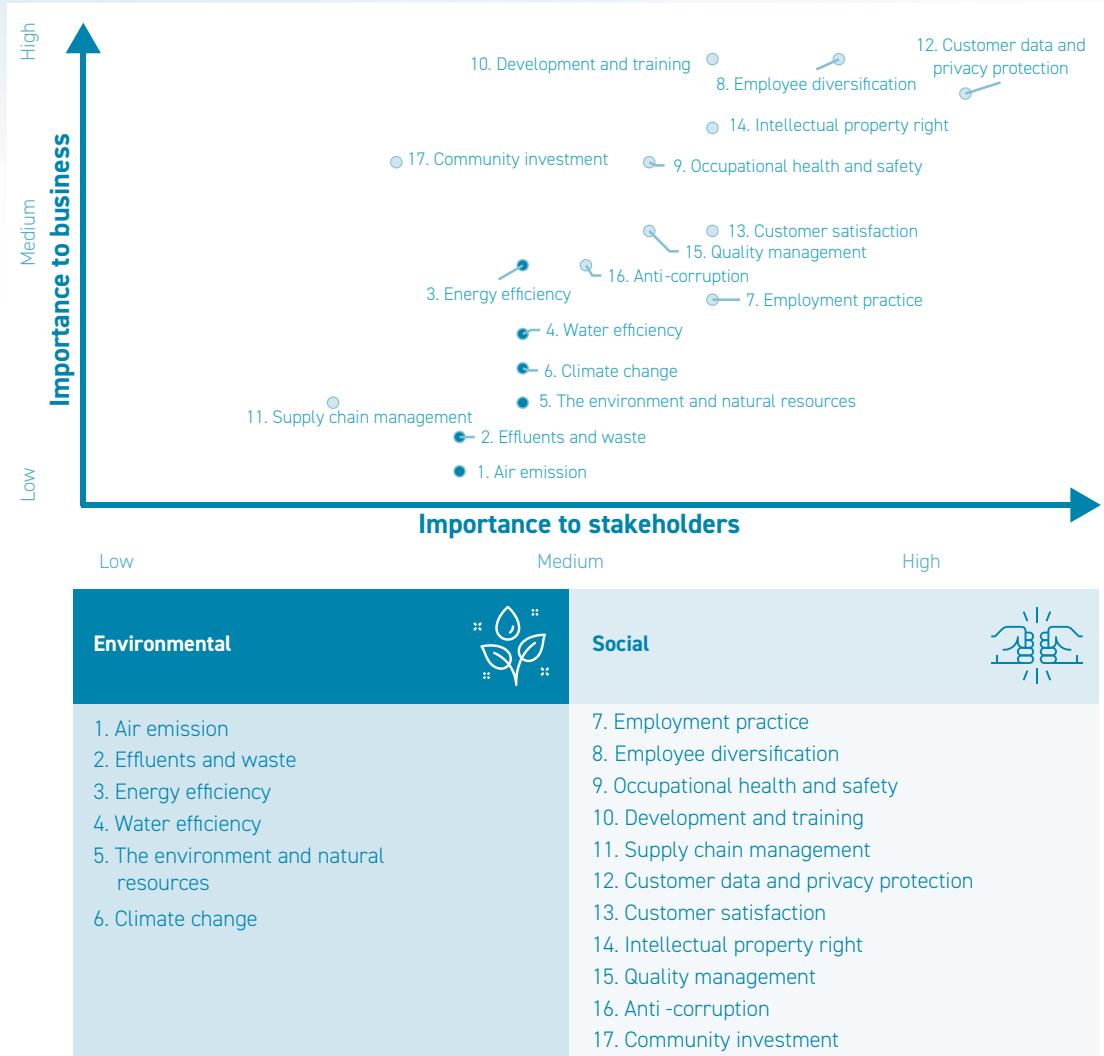 High
Medium
Low
Importance to business
12. Customer data and
privacy protection
10. Development and training
8. Employee diversification
14. Intellectual property right
17. Community investment
9. Occupational health and safety
13. Customer satisfaction
15. Quality management
16. Anti-corruption
3. Energy efficiency
7. Employment practice
4. Water efficiency
6. Climate change
5. The environment and natural resources
11. Supply chain management
2. Effluents and waste
1. Air emission
Importance to stakeholders
Low
Medium
High
Environmental
1. Air emission
2. Effluents and waste
3. Energy efficiency
4. Water efficiency
5. The environment and natural
resources
6. Climate change
Social
7. Employment practice
8. Employee diversification
9. Occupational health and safety
10. Development and training
11. Supply chain management
12. Customer data and privacy protection
13. Customer satisfaction
14. Intellectual property right
15. Quality management
16. Anti -corruption
17. Community investment